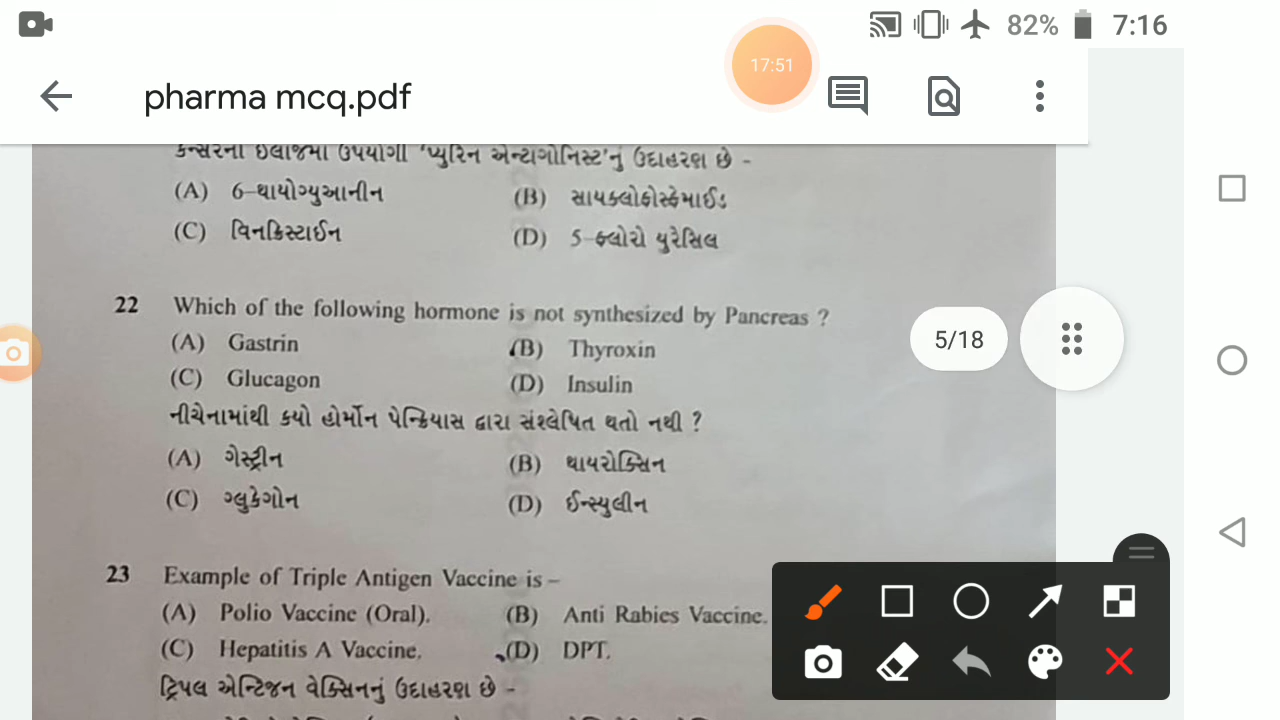 82% 7:16
17:51
pharma mcq.pdf
કેન્સરના ઇલાજમાં ઉપયોગી 'પ્યુરિન એન્ટાગોનિસ્ટ'નું ઉદાહરણ છે -
(A) 6-થાયોગ્યુઆનીન (B) સાયક્લોફોસ્ફેમાઈડ
(C) વિનક્રિસ્ટાઈન (D) 5-ફ્લોરો યુરેસિલ
22 Which of the following hormone is not synthesized by Pancreas ?
(A) Gastrin (B) Thyroxin
5/18
(C) Glucagon (D) Insulin
નીચેનામાંથી કયો હોર્મોન પેન્ક્રિયાસ દ્વારા સંશ્લેષિત થતો નથી ?
(A) ગેસ્ટ્રીન (B) થાયરોક્સિન
(C) ગ્લુકેગોન (D) ઈન્સ્યુલીન
23 Example of Triple Antigen Vaccine is –
(A) Polio Vaccine (Oral). (B) Anti Rabies Vaccine.
(C) Hepatitis A Vaccine. (D) DPT.
ટ્રિપલ એન્ટિજન વેક્સિનનું ઉદાહરણ છે -